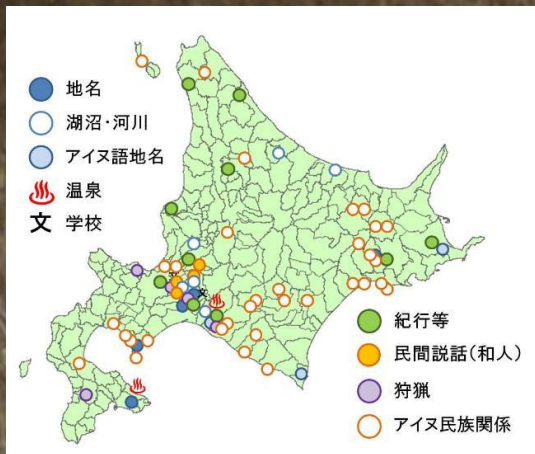 地名
湖沼・河川
アイヌ語地名
温泉
文 学校
文
紀行等
民間説話(和人)
狩猟
アイヌ民族関係